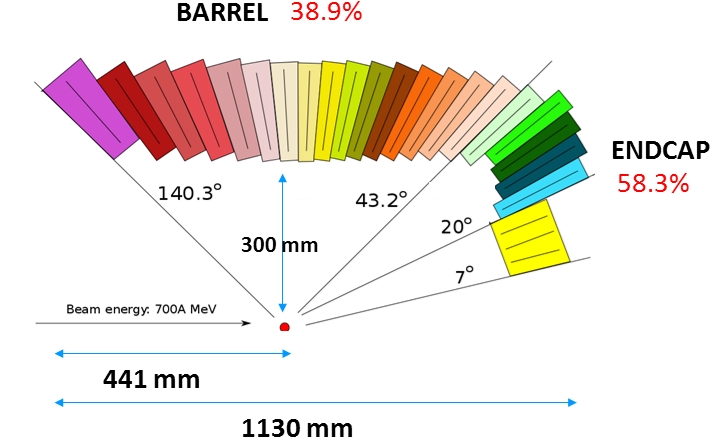 BARREL 38.9%
ENDCAP
58.3%
140.3°
43.2°
20°
300 mm
7°
Beam energy: 700A MeV
441 mm
1130 mm